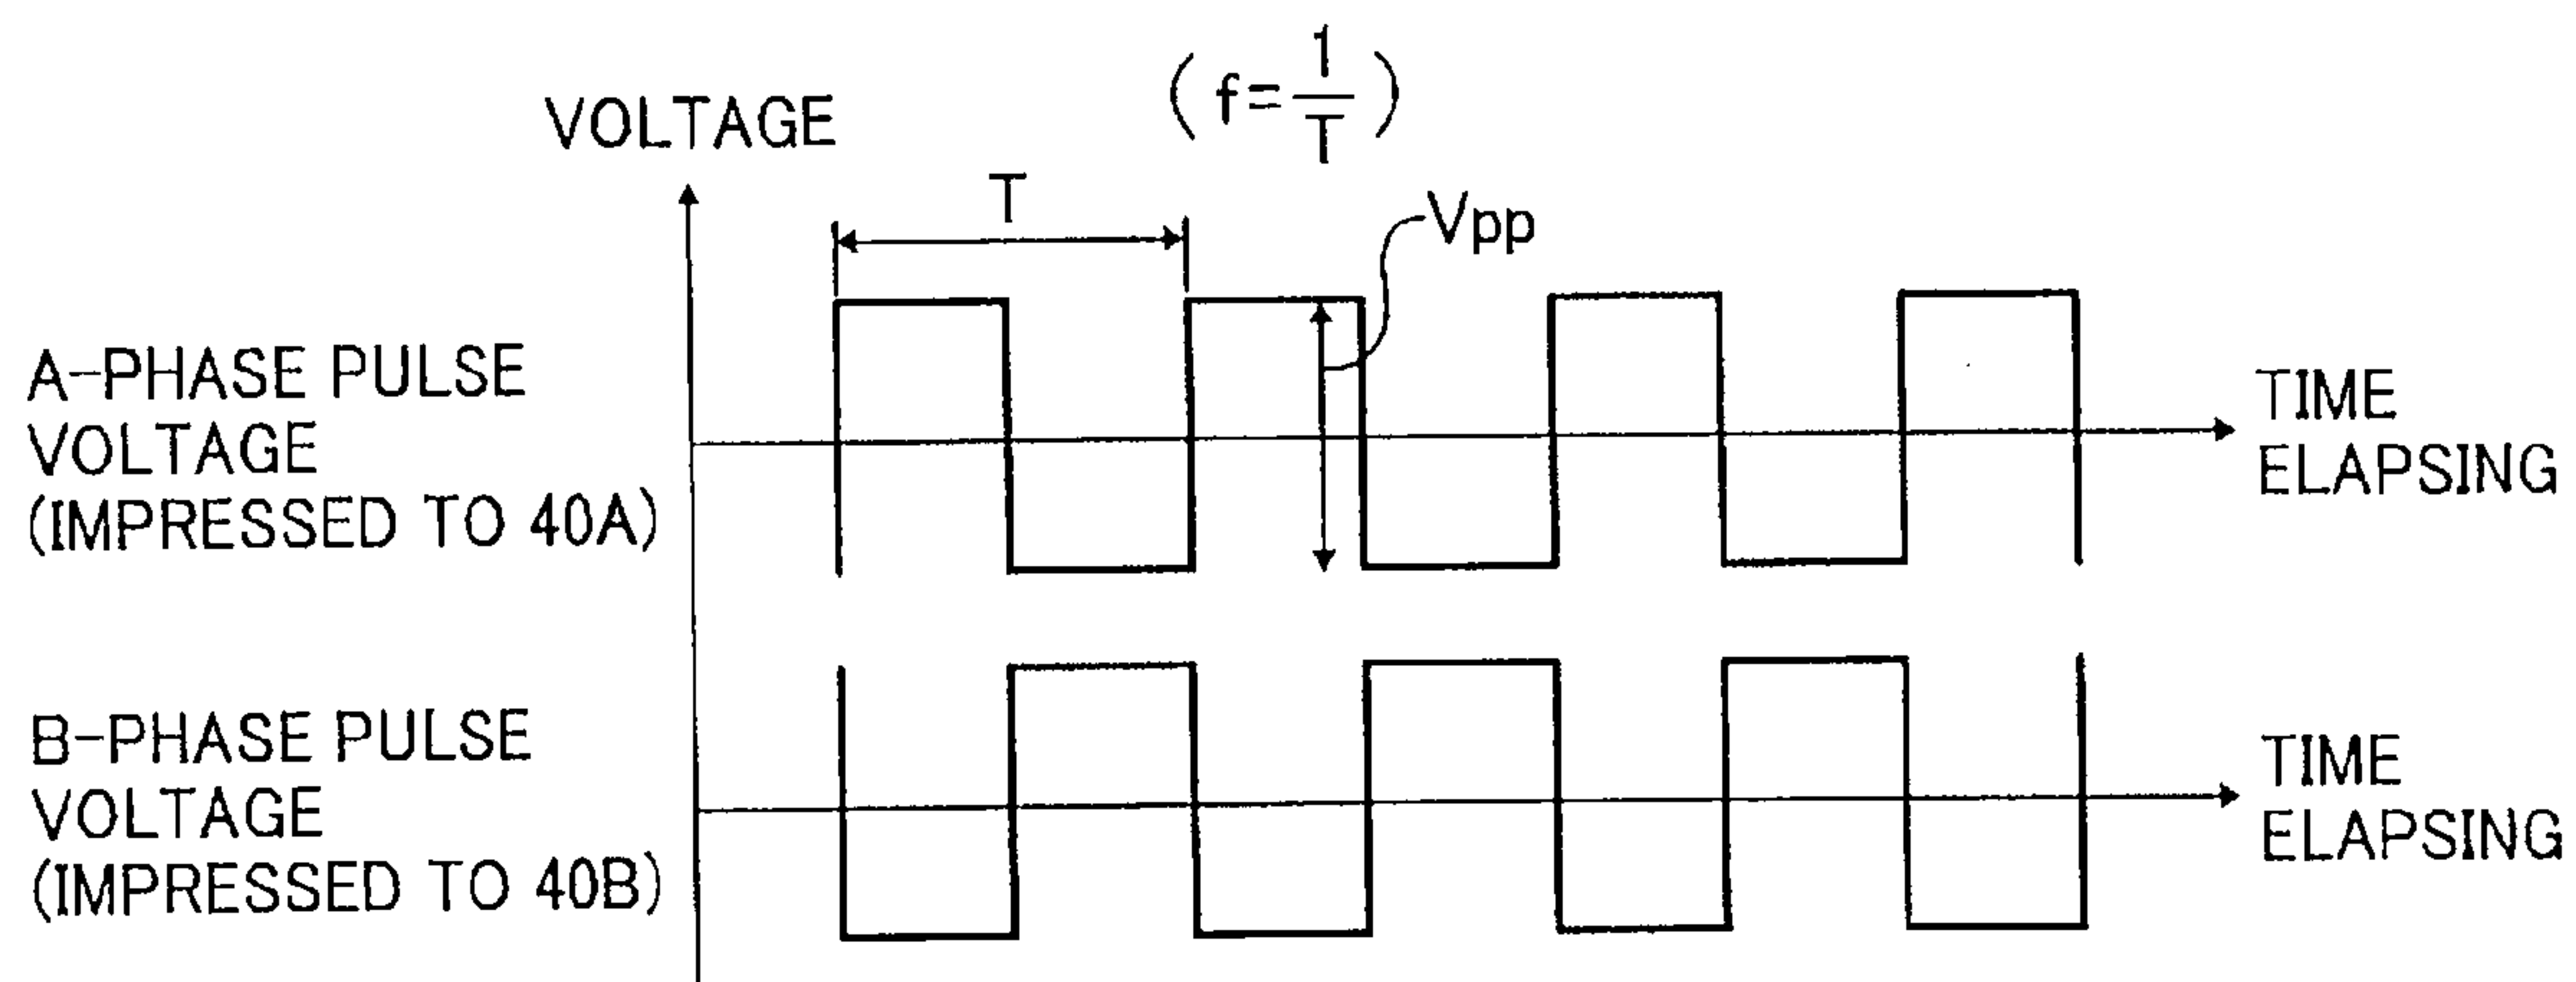 VOLTAGE
( f = 1/T )
T
Vpp
A-PHASE PULSE
VOLTAGE
(IMPRESSED TO 40A)
TIME
ELAPSING
B-PHASE PULSE
VOLTAGE
(IMPRESSED TO 40B)
TIME
ELAPSING